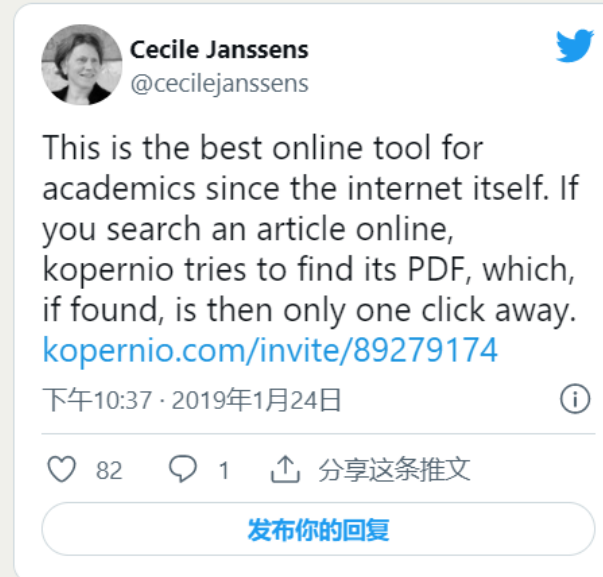 Cecile Janssens
@cecilejanssens
This is the best online tool for
academics since the internet itself. If
you search an article online,
kopernio tries to find its PDF, which,
if found, is then only one click away.
kopernio.com/invite/89279174
下午10:37 · 2019年1月24日
82 1 分享这条推文
发布你的回复